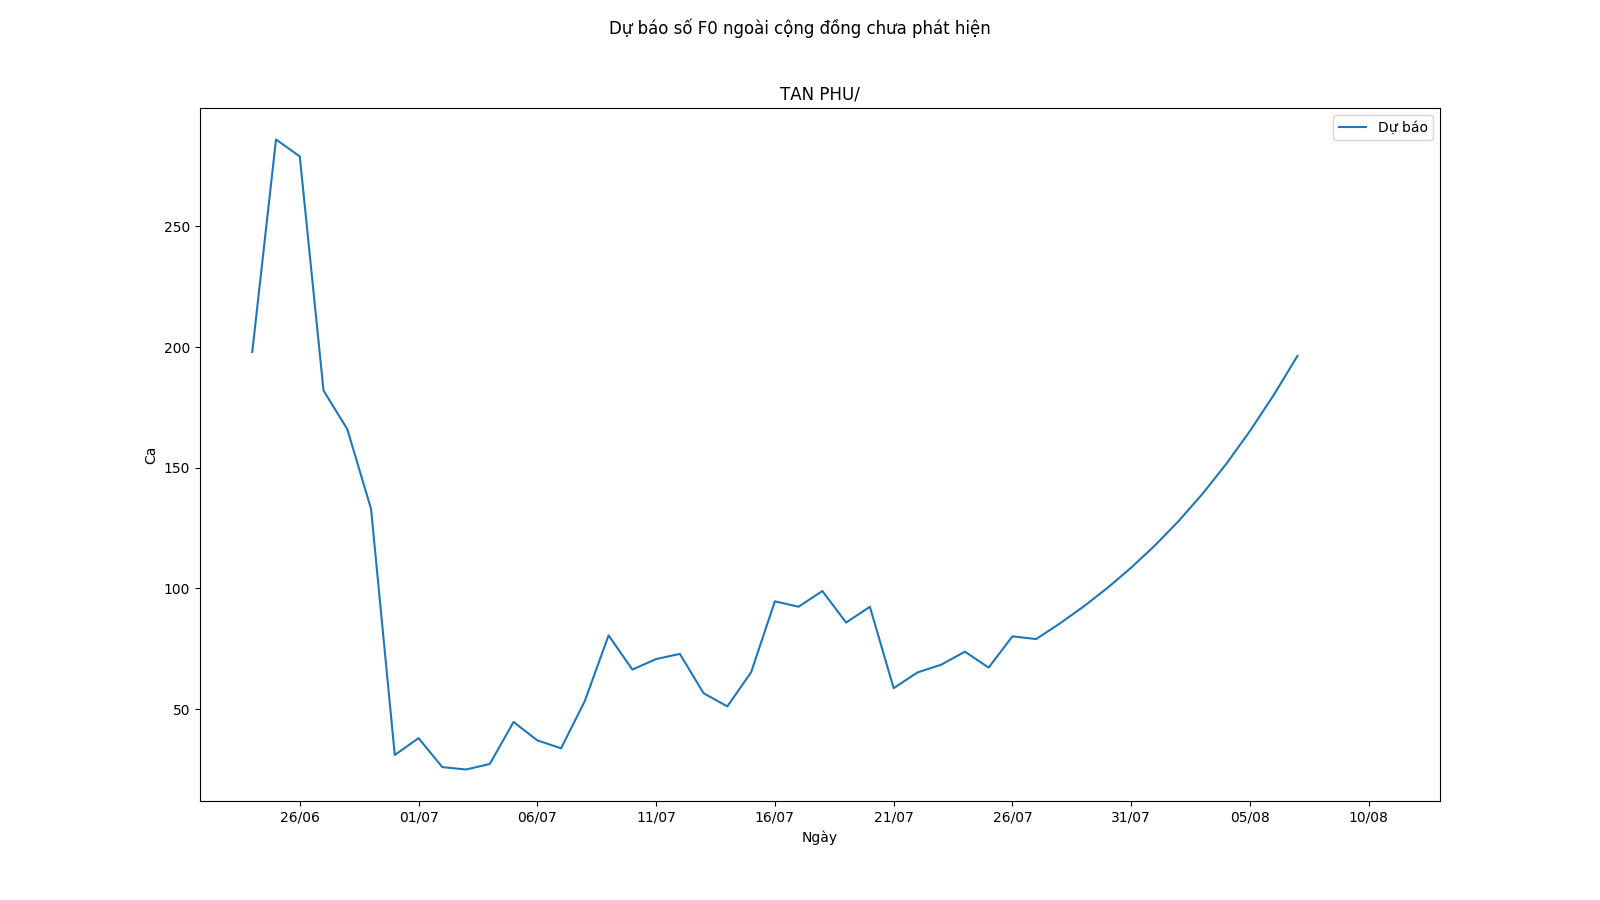 Dự báo số F0 ngoài cộng đồng chưa phát hiện
TAN PHU/
Dự báo
250
200
150
100
50
Ca
26/06 01/07 06/07 11/07 16/07 21/07 26/07 31/07 05/08 10/08
Ngày